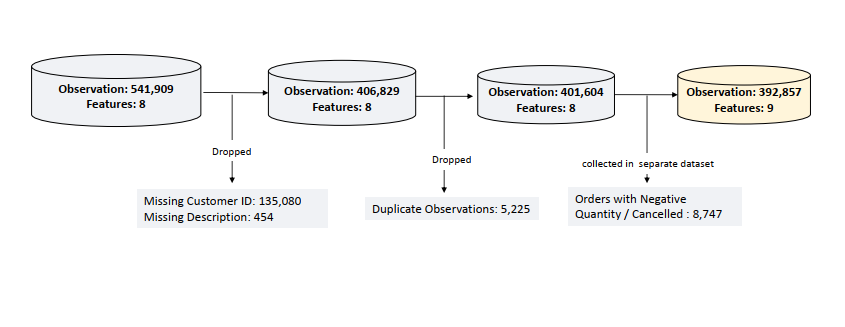 Observation: 541,909
Features: 8
Observation: 406,829
Features: 8
Observation: 401,604
Features: 8
Observation: 392,857
Features: 9
Dropped
Dropped
collected in separate dataset
Missing Customer ID: 135,080
Missing Description: 454
Duplicate Observations: 5,225
Orders with Negative
Quantity / Cancelled : 8,747